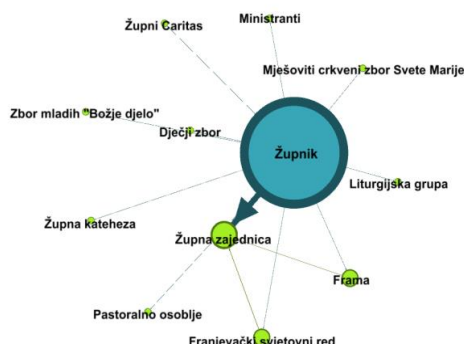 Ministranti
Župni Caritas
Mješoviti crkveni zbor Svete Marije
Zbor mladih "Božje djelo"
Dječji zbor
Župnik
Liturgijska grupa
Župna kateheza
Župna zajednica
Frama
Pastoralno osoblje
Franjevački svjetovni red